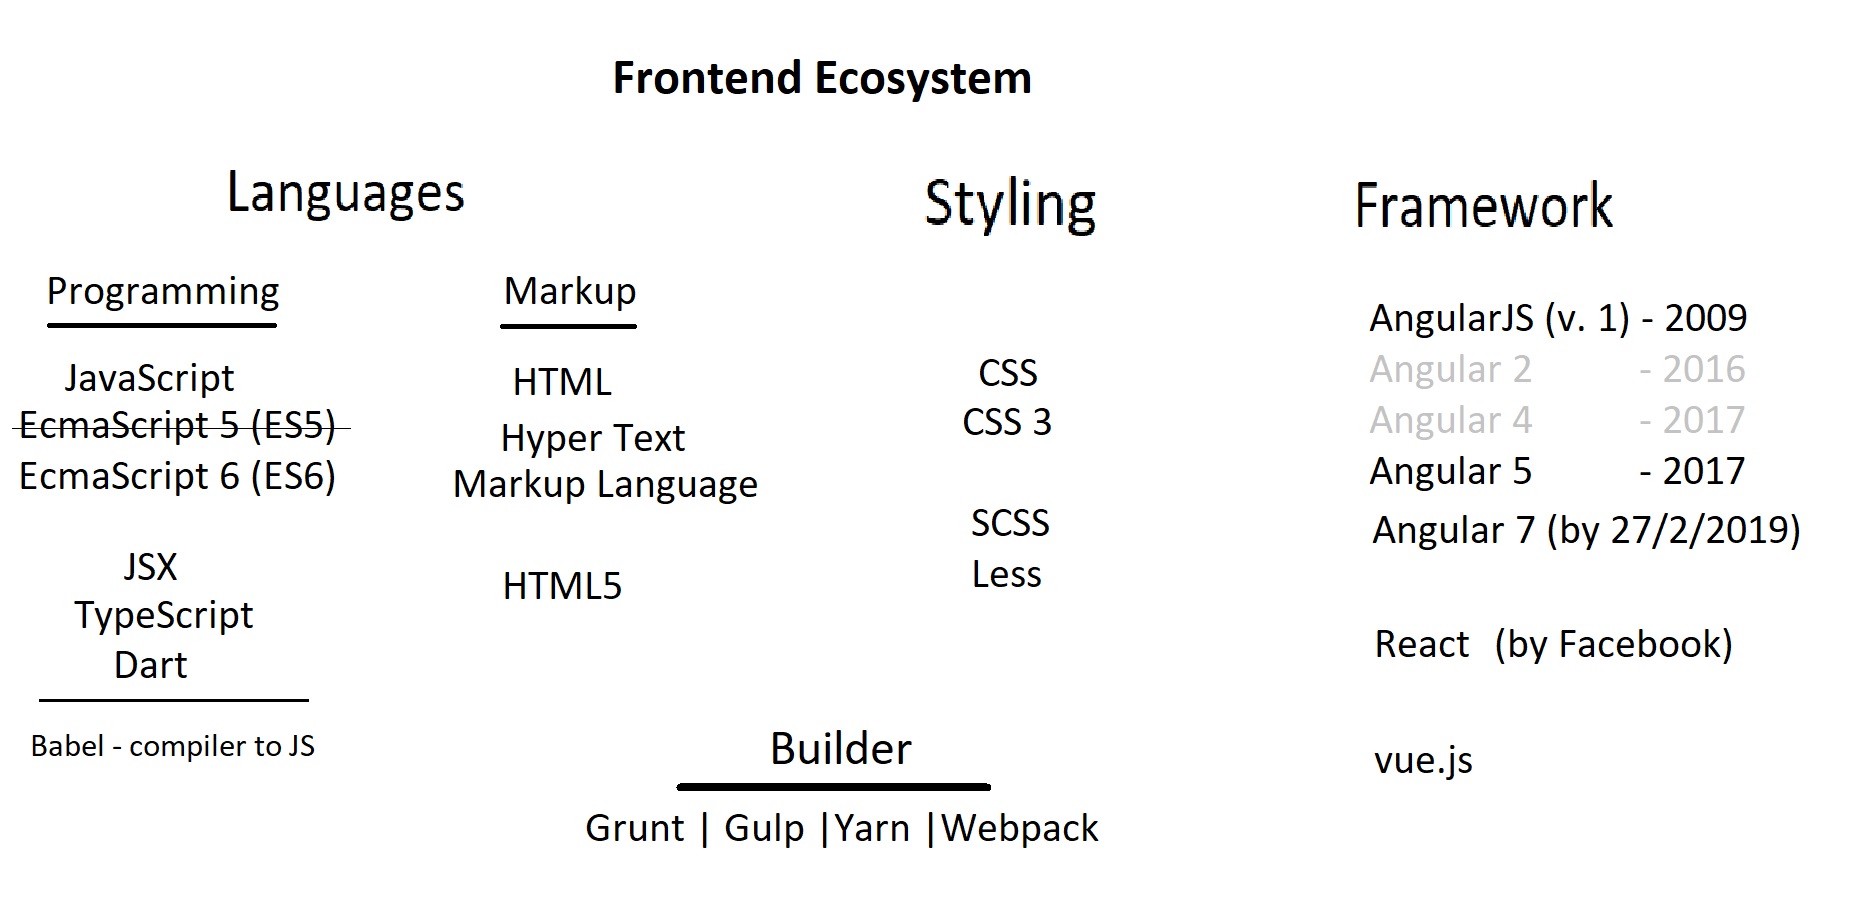 Frontend Ecosystem
Languages
Programming
JavaScript
EcmaScript 5 (ES5)
EcmaScript 6 (ES6)
JSX
TypeScript
Dart
Babel - compiler to JS
Markup
HTML
Hyper Text
Markup Language
HTML5
Styling
CSS
CSS 3
SCSS
Less
Framework
AngularJS (v. 1) - 2009
Angular 2 - 2016
Angular 4 - 2017
Angular 5 - 2017
Angular 7 (by 27/2/2019)
React (by Facebook)
vue.js
Builder
Grunt | Gulp |Yarn |Webpack